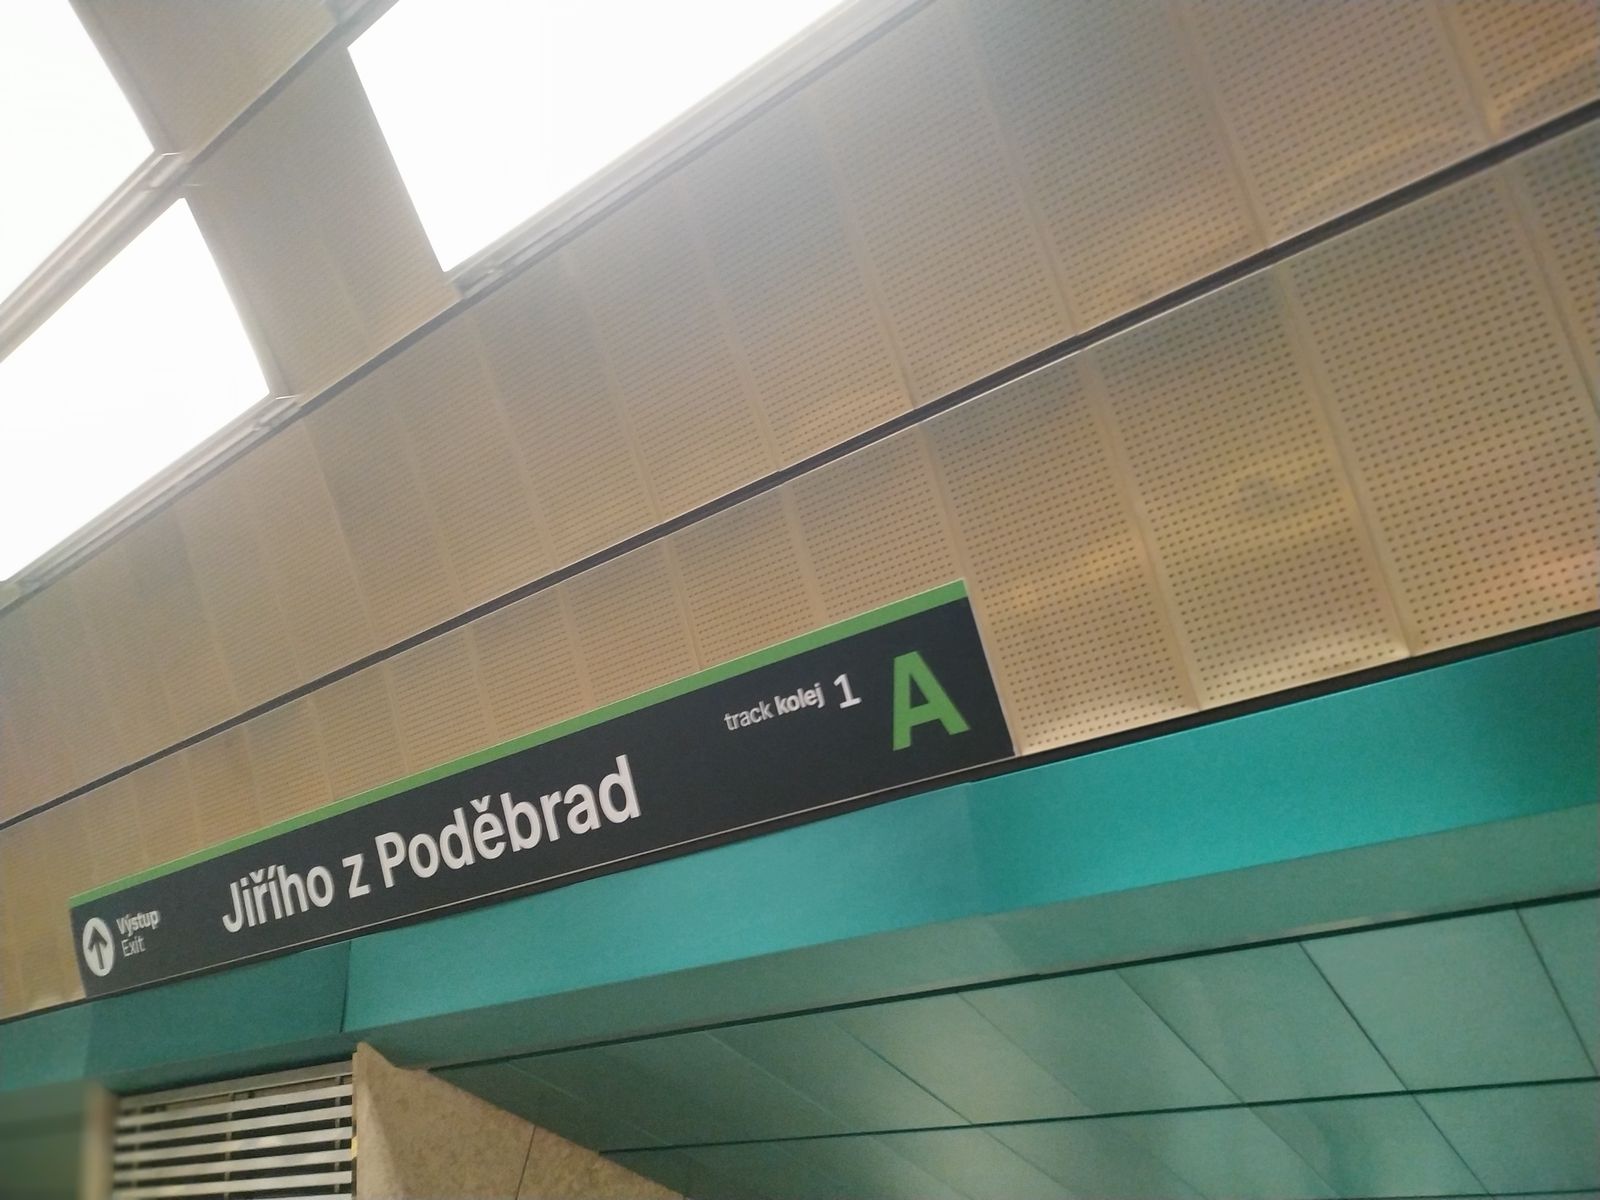 Výstup
Exit
Jiřího z Poděbrad
track kolej 1
A